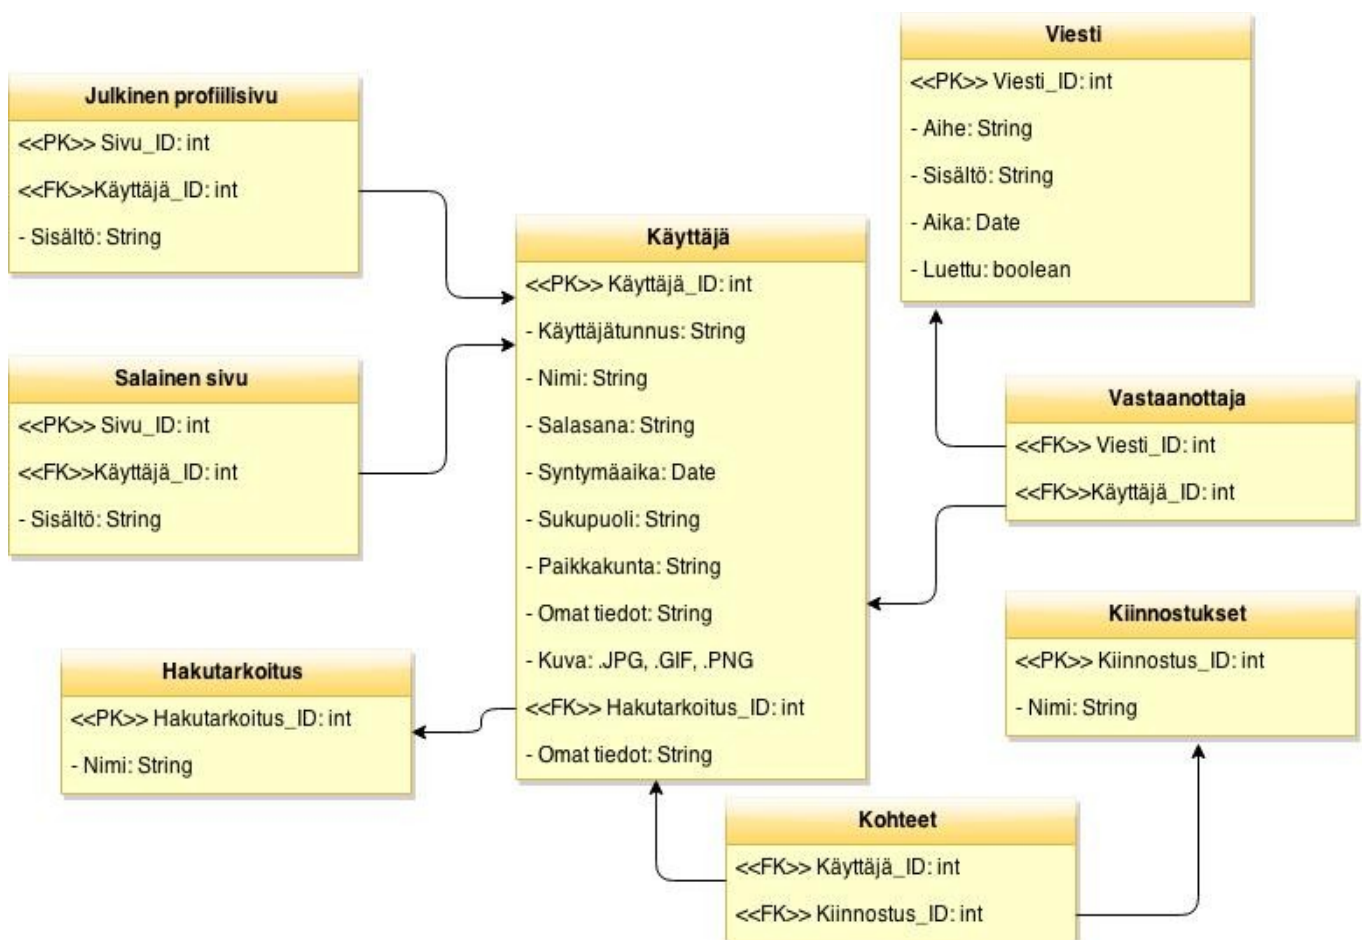 Julkinen profiilisivu
<<PK>> Sivu_ID: int
<<FK>>Käyttäjä_ID: int
- Sisältö: String
Salainen sivu
<<PK>> Sivu_ID: int
<<FK>>Käyttäjä_ID: int
- Sisältö: String
Hakutarkoitus
<<PK>> Hakutarkoitus_ID: int
- Nimi: String
Käyttäjä
<<PK>> Käyttäjä_ID: int
- Käyttäjätunnus: String
- Nimi: String
- Salasana: String
- Syntymäaika: Date
- Sukupuoli: String
- Paikkakunta: String
- Omat tiedot: String
- Kuva: .JPG, .GIF, .PNG
<<FK>> Hakutarkoitus_ID: int
- Omat tiedot: String
Viesti
<<PK>> Viesti_ID: int
- Aihe: String
- Sisältö: String
- Aika: Date
- Luettu: boolean
Vastaanottaja
<<FK>> Viesti_ID: int
<<FK>>Käyttäjä_ID: int
Kiinnostukset
<<PK>> Kiinnostus_ID: int
- Nimi: String
Kohteet
<<FK>> Käyttäjä_ID: int
<<FK>> Kiinnostus_ID: int